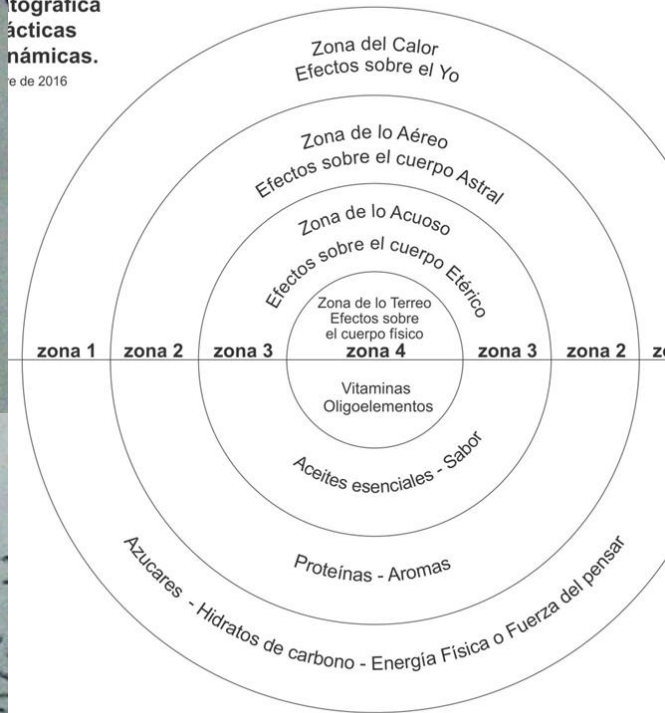 ácticas
námicas.
de 2016
Zona del Calor
Efectos sobre el Yo
Zona de lo Aéreo
Efectos sobre el cuerpo Astral
Zona de lo Acuoso
Efectos sobre el cuerpo Etérico
Zona de lo Terreo
Efectos sobre
el cuerpo físico
zona 1 zona 2 zona 3 zona 4 zona 3 zona 2
Vitaminas
Oligoelementos
Aceites esenciales - Sabor
Proteínas - Aromas
Azucares - Hidratos de carbono - Energía Física o Fuerza del pensar